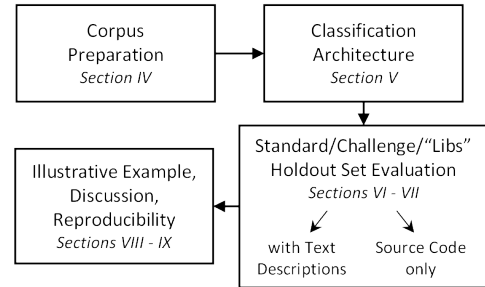 Corpus
Preparation
Section IV
Classification
Architecture
Section V
Standard/Challenge/“Libs”
Holdout Set Evaluation
Sections VI - VII
with Text
Descriptions
Source Code
only
Illustrative Example,
Discussion,
Reproducibility
Sections VIII - IX